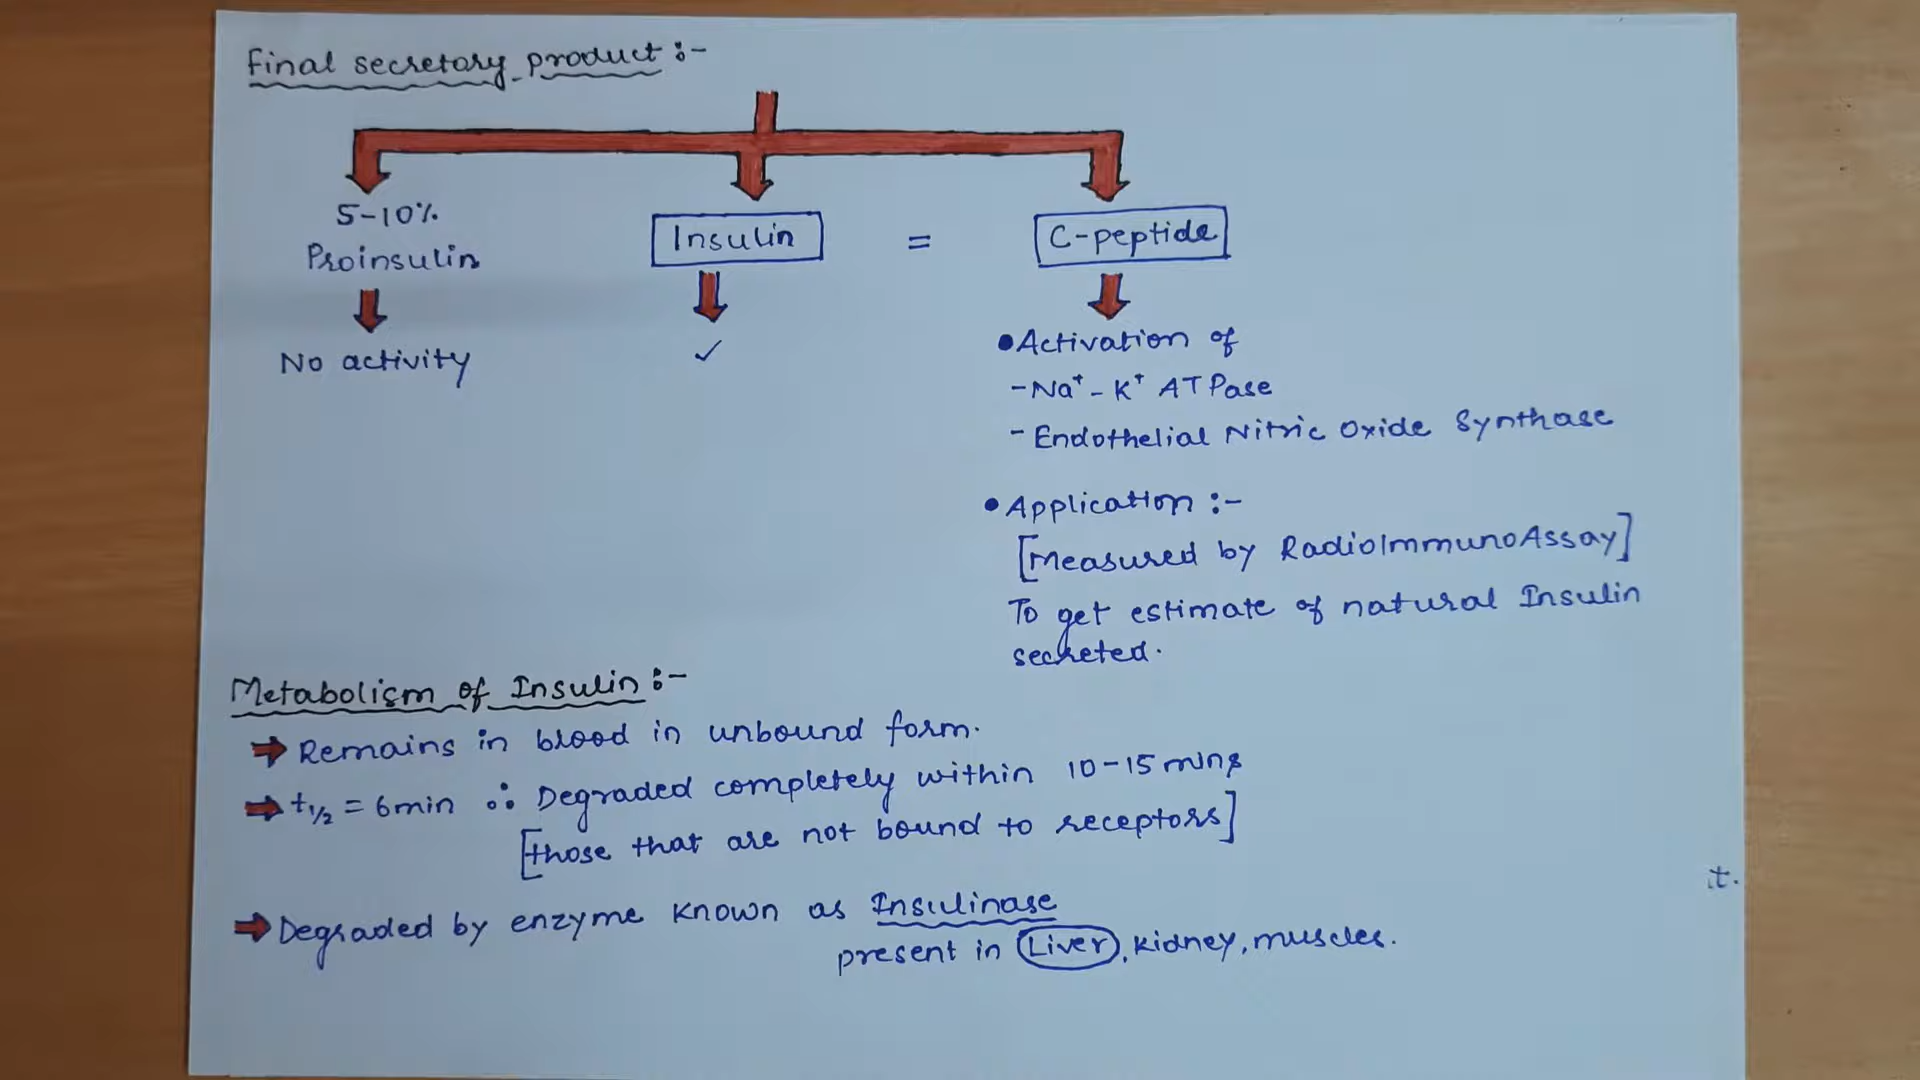 Final secretary product :-
5-10%
Proinsulin
No activity
Insulin
✓
=
C-peptide
• Activation of
- Na⁺ - K⁺ ATPase
- Endothelial Nitric Oxide Synthase
• Application :-
[Measured by RadioImmunoAssay]
To get estimate of natural Insulin
secreted.
Metabolism of Insulin :-
➡ Remains in blood in unbound form.
➡ t1/2 = 6min ∴ Degraded completely within 10-15 mins
[those that are not bound to receptors]
➡ Degraded by enzyme known as Insulinase
present in Liver, kidney, muscles.
t.